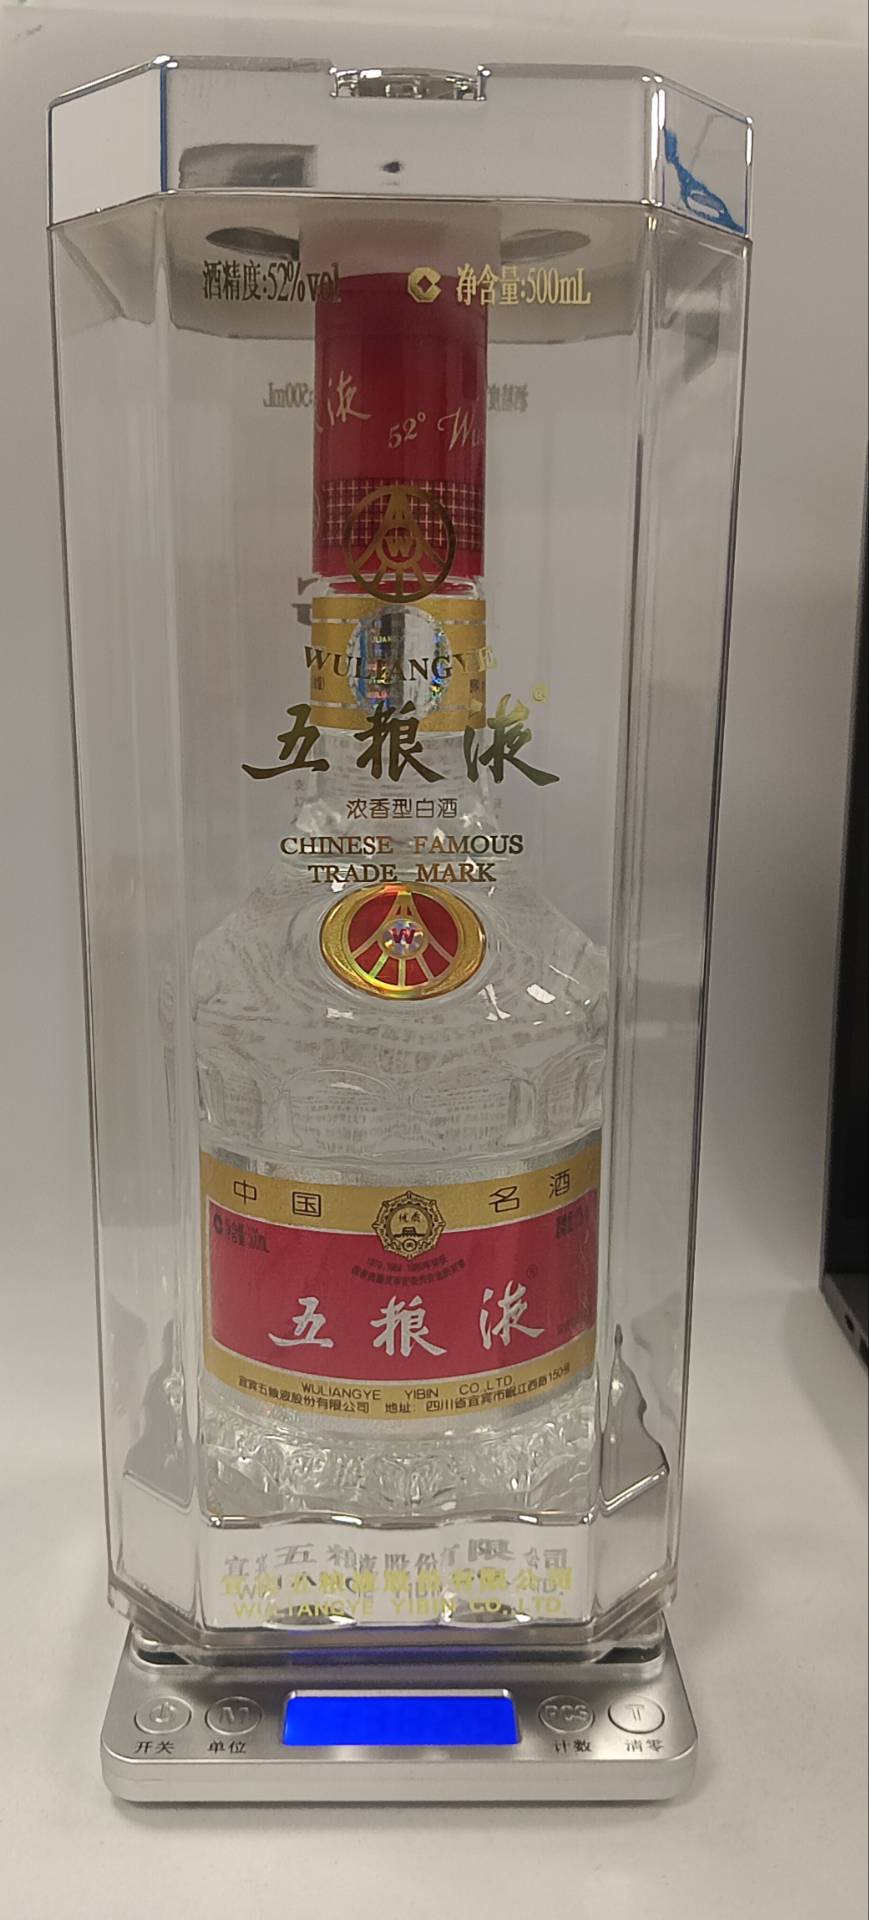 酒精度:52%vol 净含量:500mL
液
52° Wu
W
WULIANGYE
五粮液®
浓香型白酒
CHINESE FAMOUS
TRADE MARK
W
中国名酒
优质
五粮液®
WULIANGYE YIBIN CO.,LTD.
宜宾五粮液股份有限公司 地址：四川省宜宾市岷江西路150号
宜宾五粮液股份有限公司
WULIANGYE YIBIN CO.,LTD.
M PCS T
开关 单位 计数 清零